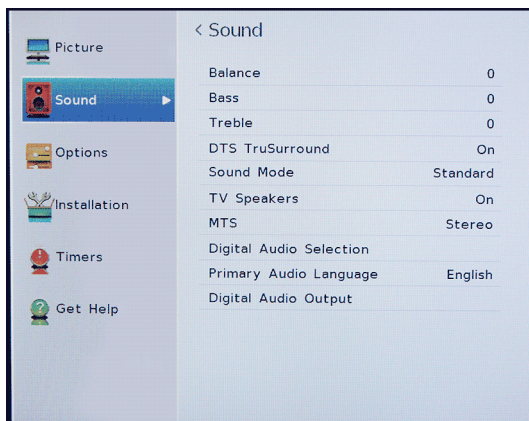 Picture
Sound
Options
Installation
Timers
Get Help
< Sound
Balance 0
Bass 0
Treble 0
DTS TruSurround On
Sound Mode Standard
TV Speakers On
MTS Stereo
Digital Audio Selection
Primary Audio Language English
Digital Audio Output